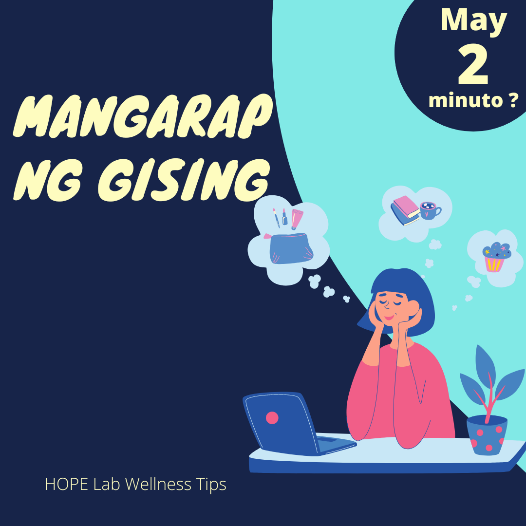 May
2
minuto ?
MANGARAP
NG GISING
HOPE Lab Wellness Tips